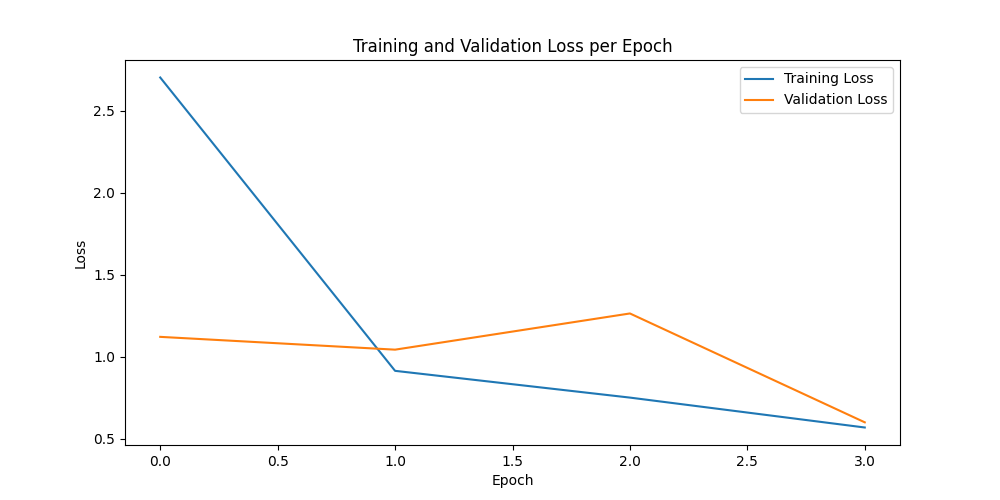 Training and Validation Loss per Epoch
Training Loss
Validation Loss
2.5
2.0
1.5
1.0
0.5
Loss
0.0 0.5 1.0 1.5 2.0 2.5 3.0
Epoch